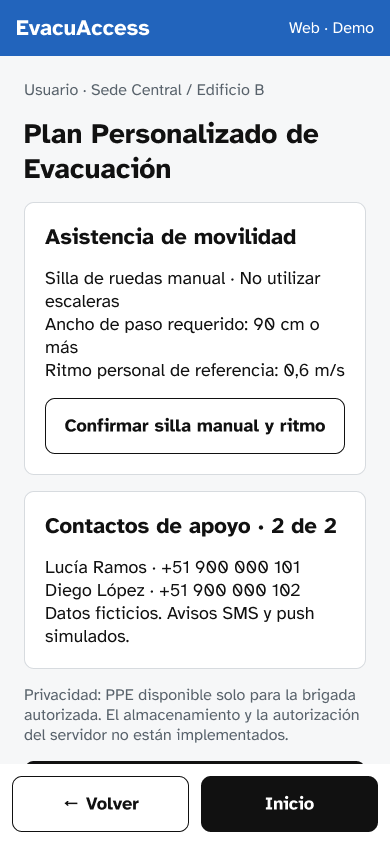 EvacuAccess
Web · Demo
Usuario · Sede Central / Edificio B
Plan Personalizado de
Evacuación
Asistencia de movilidad
Silla de ruedas manual · No utilizar
escaleras
Ancho de paso requerido: 90 cm o
más
Ritmo personal de referencia: 0,6 m/s
Confirmar silla manual y ritmo
Contactos de apoyo · 2 de 2
Lucía Ramos · +51 900 000 101
Diego López · +51 900 000 102
Datos ficticios. Avisos SMS y push
simulados.
Privacidad: PPE disponible solo para la brigada
autorizada. El almacenamiento y la autorización
del servidor no están implementados.
← Volver
Inicio